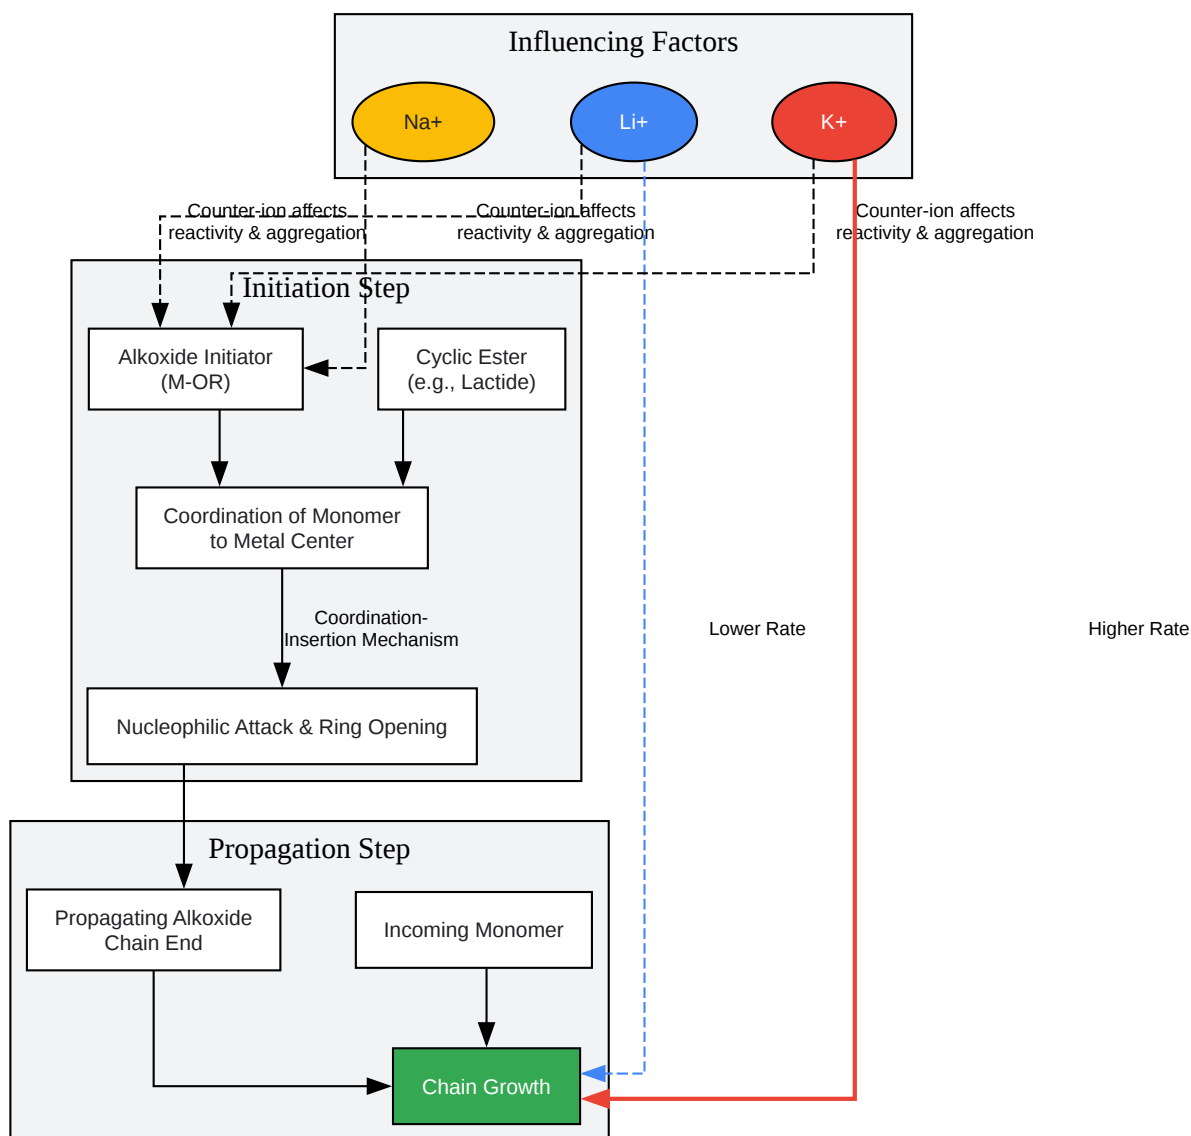 Influencing Factors
Na+
Li+
K+
Counter-ion affects
reactivity & aggregation
Counter-ion affects
reactivity & aggregation
Counter-ion affects
reactivity & aggregation
Initiation Step
Alkoxide Initiator
(M-OR)
Cyclic Ester
(e.g., Lactide)
Coordination of Monomer
to Metal Center
Coordination-
Insertion Mechanism
Lower Rate
Higher Rate
Nucleophilic Attack & Ring Opening
Propagation Step
Propagating Alkoxide
Chain End
Incoming Monomer
Chain Growth